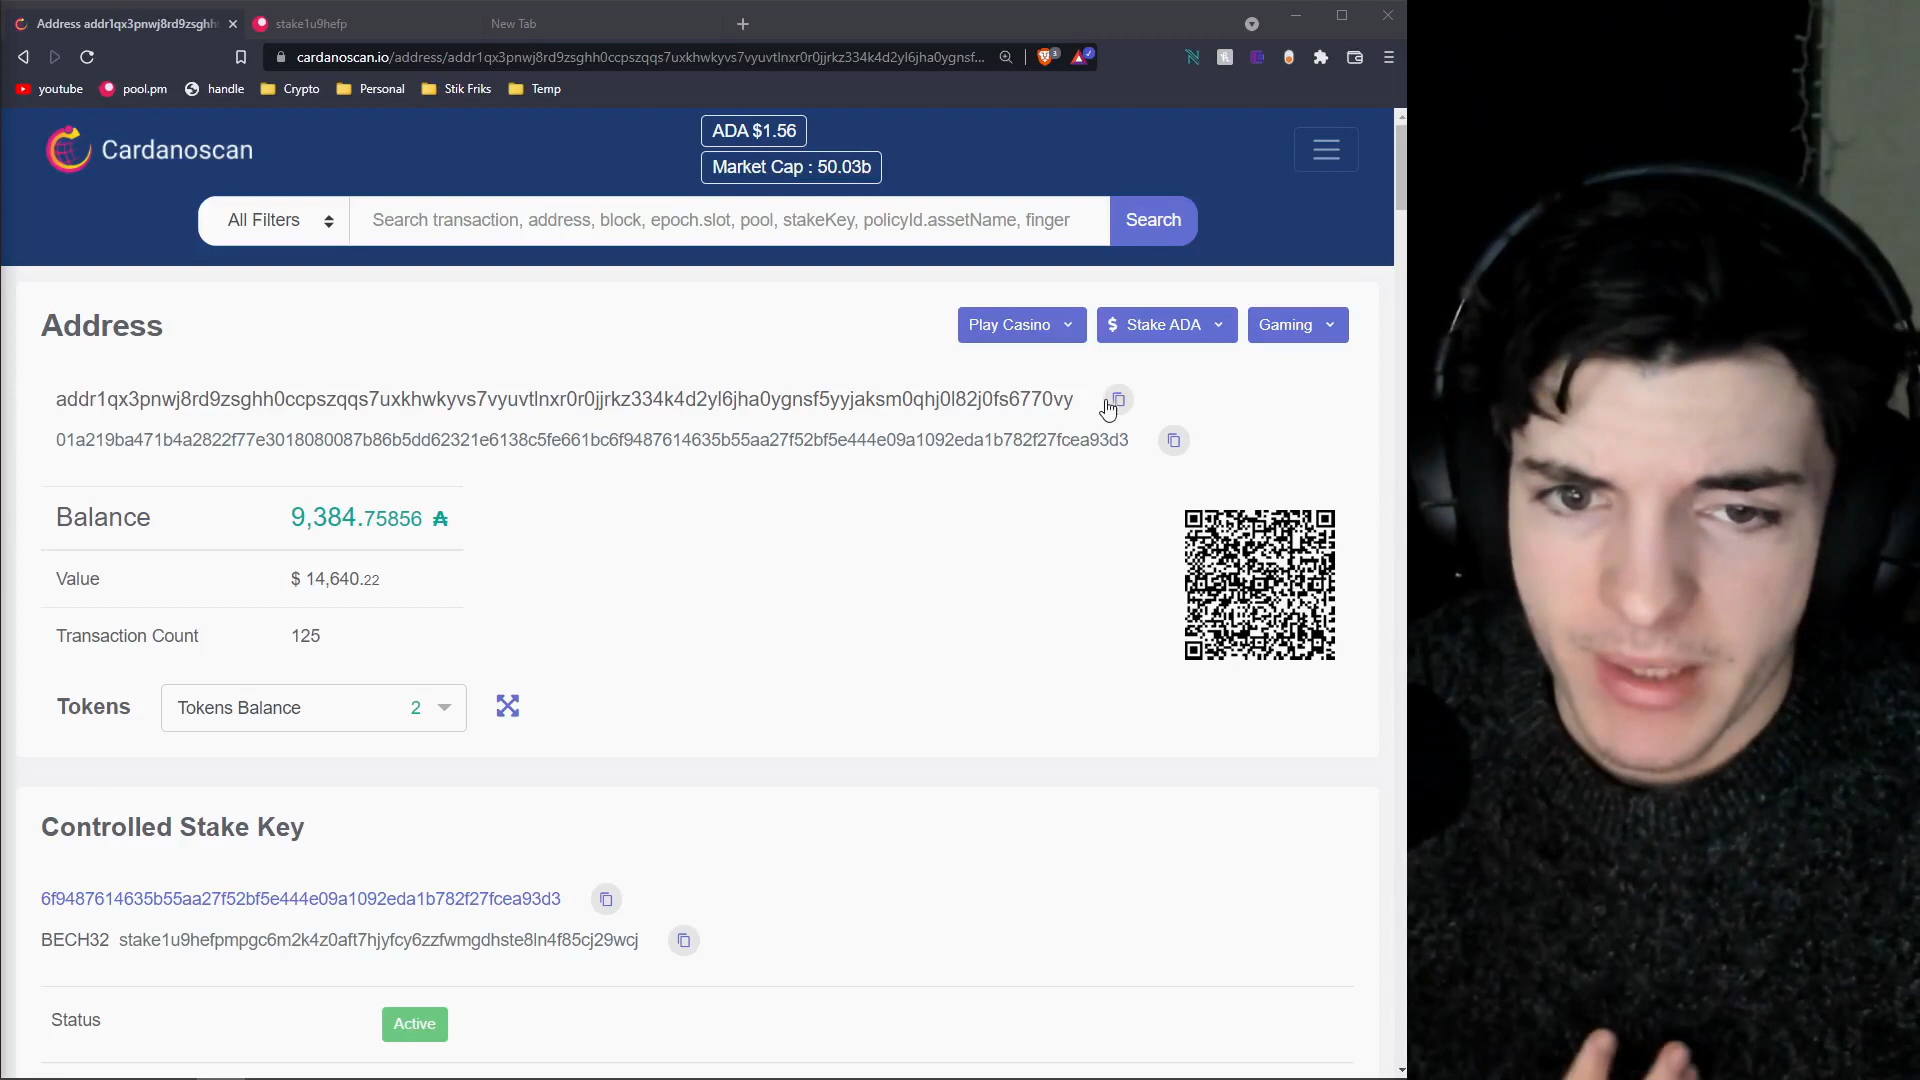 Address addr1qx3pnwj8rd9zsghh
stake1u9hefp
New Tab
cardanoscan.io/address/addr1qx3pnwj8rd9zsghh0ccpszqqs7uxkhwkyvs7vyuvtlnxr0r0jjrkz334k4d2yl6jha0ygnsf...
3
youtube
pool.pm
handle
Crypto
Personal
Stik Friks
Temp
Cardanoscan
ADA $1.56
Market Cap : 50.03b
All Filters
Search transaction, address, block, epoch.slot, pool, stakeKey, policyId.assetName, finger
Search
Address
Play Casino
$ Stake ADA
Gaming
addr1qx3pnwj8rd9zsghh0ccpszqqs7uxkhwkyvs7vyuvtlnxr0r0jjrkz334k4d2yl6jha0ygnsf5yyjaksm0qhj0l82j0fs6770vy
01a219ba471b4a2822f77e3018080087b86b5dd62321e6138c5fe661bc6f9487614635b55aa27f52bf5e444e09a1092eda1b782f27fcea93d3
Balance 9,384.75856 ₳
Value $ 14,640.22
Transaction Count 125
Tokens
Tokens Balance 2
Controlled Stake Key
6f9487614635b55aa27f52bf5e444e09a1092eda1b782f27fcea93d3
BECH32 stake1u9hefpmpgc6m2k4z0aft7hjyfcy6zzfwmgdhste8ln4f85cj29wcj
Status Active